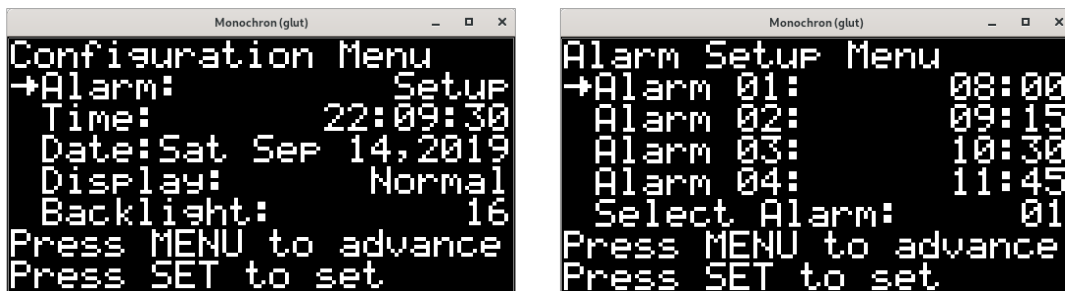 Monochron (glut)
Configuration Menu
→Alarm: Setup
Time: 22:09:30
Date:Sat Sep 14,2019
Display: Normal
Backlight: 16
Press MENU to advance
Press SET to set
Monochron (glut)
Alarm Setup Menu
→Alarm 01: 08:00
Alarm 02: 09:15
Alarm 03: 10:30
Alarm 04: 11:45
Select Alarm: 01
Press MENU to advance
Press SET to set